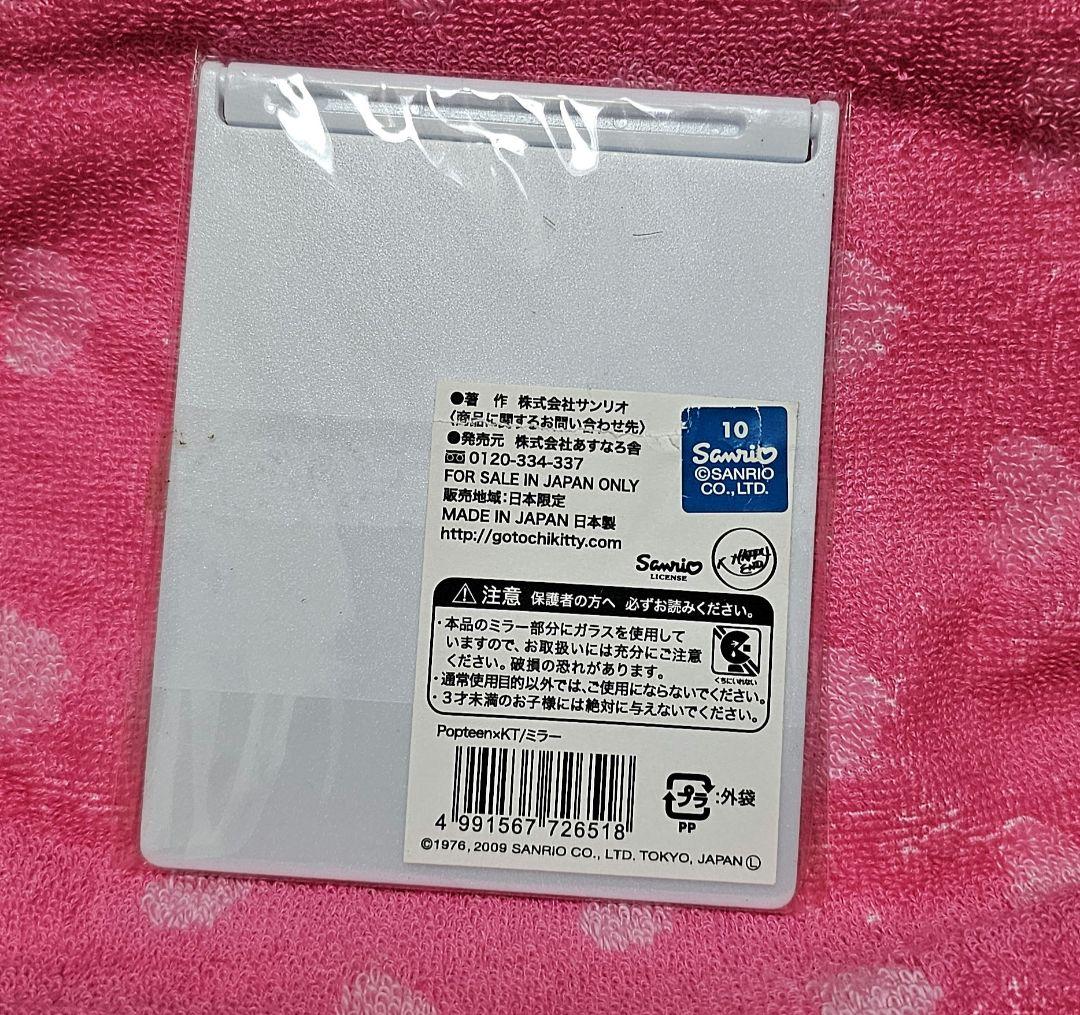 ●著 作 株式会社サンリオ
〈商品に関するお問い合わせ先〉
●発売元 株式会社あすなろ舎
0120-334-337
FOR SALE IN JAPAN ONLY
販売地域:日本限定
MADE IN JAPAN 日本製
http://gotochikitty.com
10
Sanrio
©SANRIO
CO., LTD.
Sanrio
LICENSE
HAPPY
END
注意 保護者の方へ 必ずお読みください。
・本品のミラー部分にガラスを使用して
いますので、お取扱いには充分にご注意
ください。破損の恐れがあります。
・通常使用目的以外では、ご使用にならないでください。
・3才未満のお子様には絶対に与えないでください。
くちにいれない
Popteen×KT/ミラー
4 991567 726518
プラ:外袋
PP
©1976, 2009 SANRIO CO., LTD. TOKYO, JAPAN Ⓛ